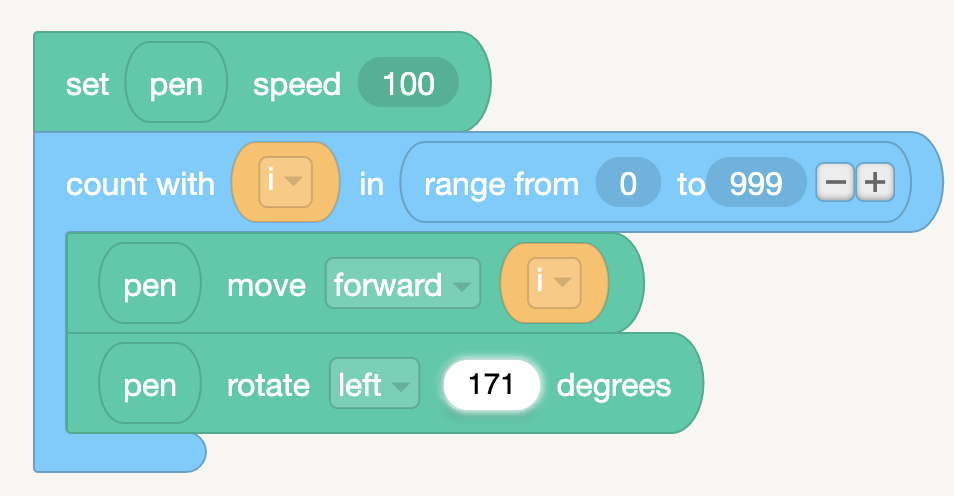 set pen speed 100
count with i in range from 0 to 999 − +
pen move forward i
pen rotate left 171 degrees